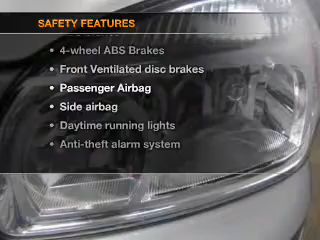 SAFETY FEATURES
• 4-wheel ABS Brakes
• Front Ventilated disc brakes
• Passenger Airbag
• Side airbag
• Daytime running lights
• Anti-theft alarm system